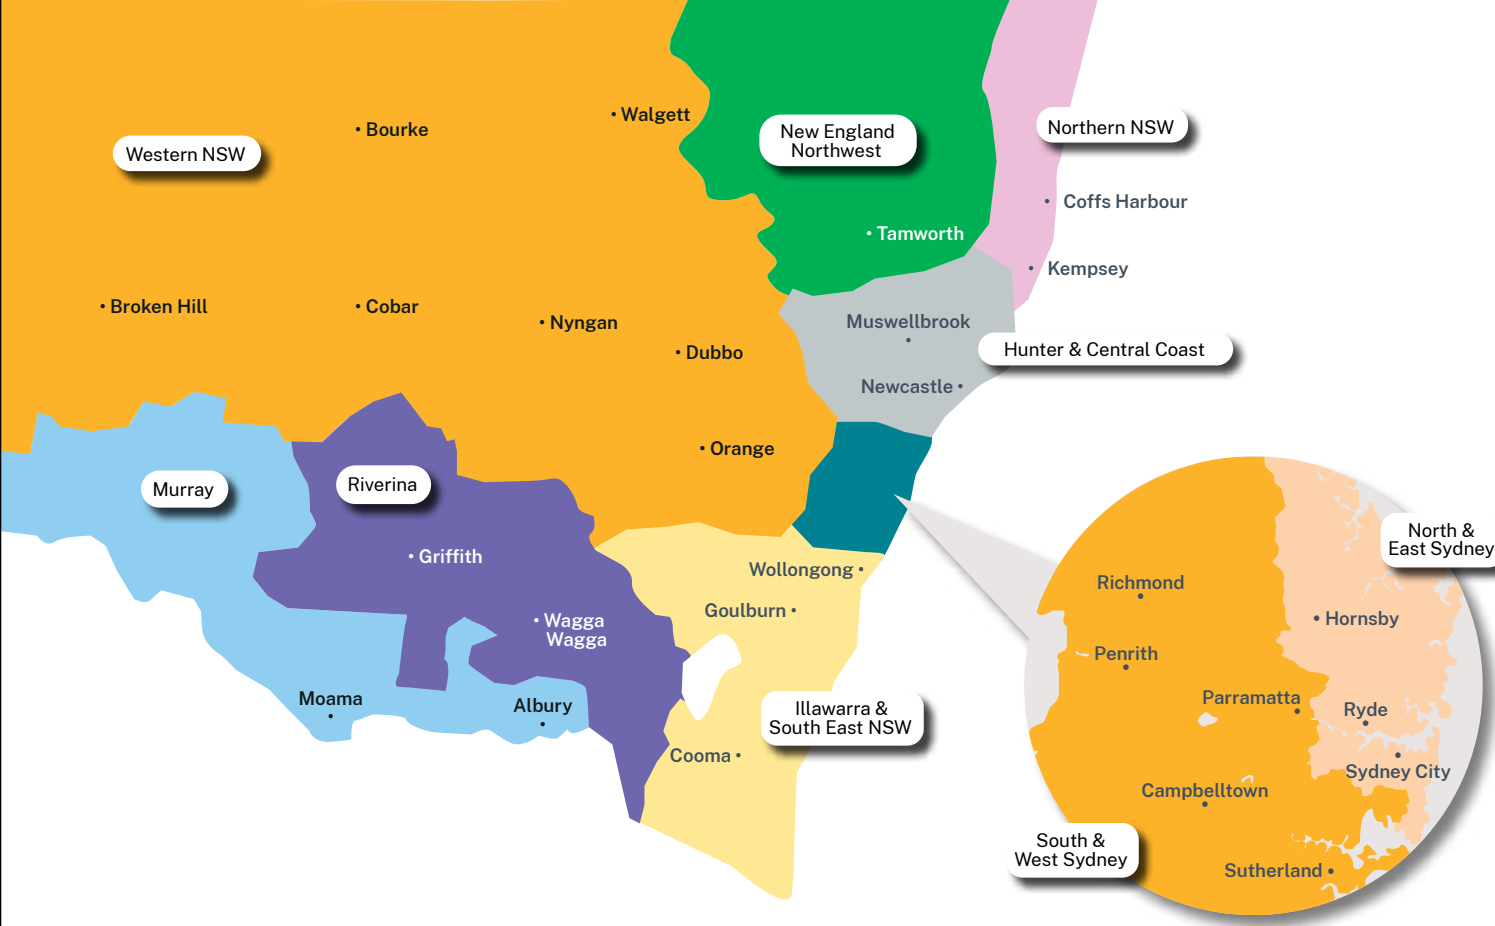 Walgett
Bourke
New England
Northwest
Northern NSW
Western NSW
Coffs Harbour
Tamworth
Kempsey
Broken Hill
Cobar
Nyngan
Muswellbrook
Hunter & Central Coast
Dubbo
Newcastle
Orange
Murray
Riverina
Griffith
Wollongong
Goulburn
Wagga
Wagga
Moama
Albury
Illawarra &
South East NSW
Cooma
North &
East Sydney
Richmond
Hornsby
Penrith
Parramatta
Ryde
Sydney City
Campbelltown
South &
West Sydney
Sutherland